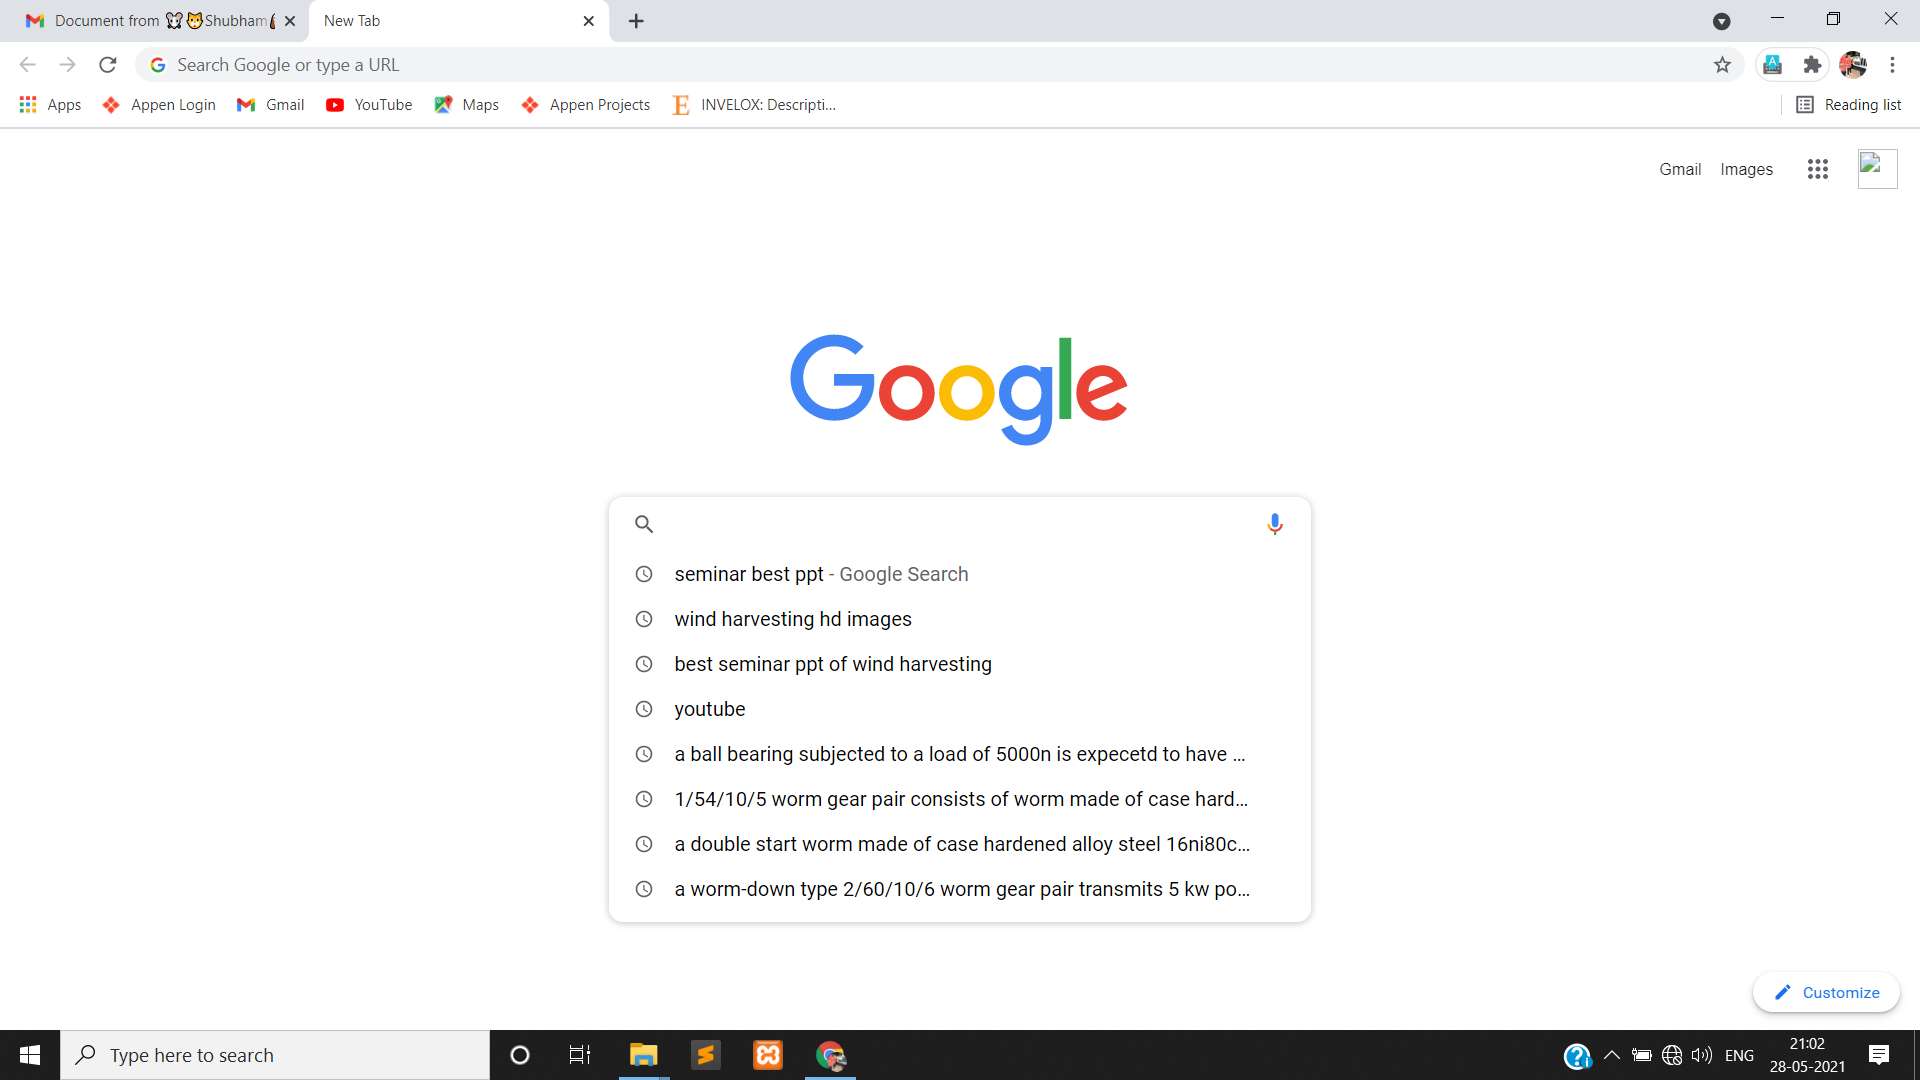 Document from 🐭🐱Shubham
New Tab
Search Google or type a URL
Apps
Appen Login
Gmail
YouTube
Maps
Appen Projects
INVELOX: Descripti...
Reading list
Gmail
Images
Google
seminar best ppt - Google Search
wind harvesting hd images
best seminar ppt of wind harvesting
youtube
a ball bearing subjected to a load of 5000n is expecetd to have ...
1/54/10/5 worm gear pair consists of worm made of case hard...
a double start worm made of case hardened alloy steel 16ni80c...
a worm-down type 2/60/10/6 worm gear pair transmits 5 kw po...
Customize
Type here to search
ENG
21:02
28-05-2021